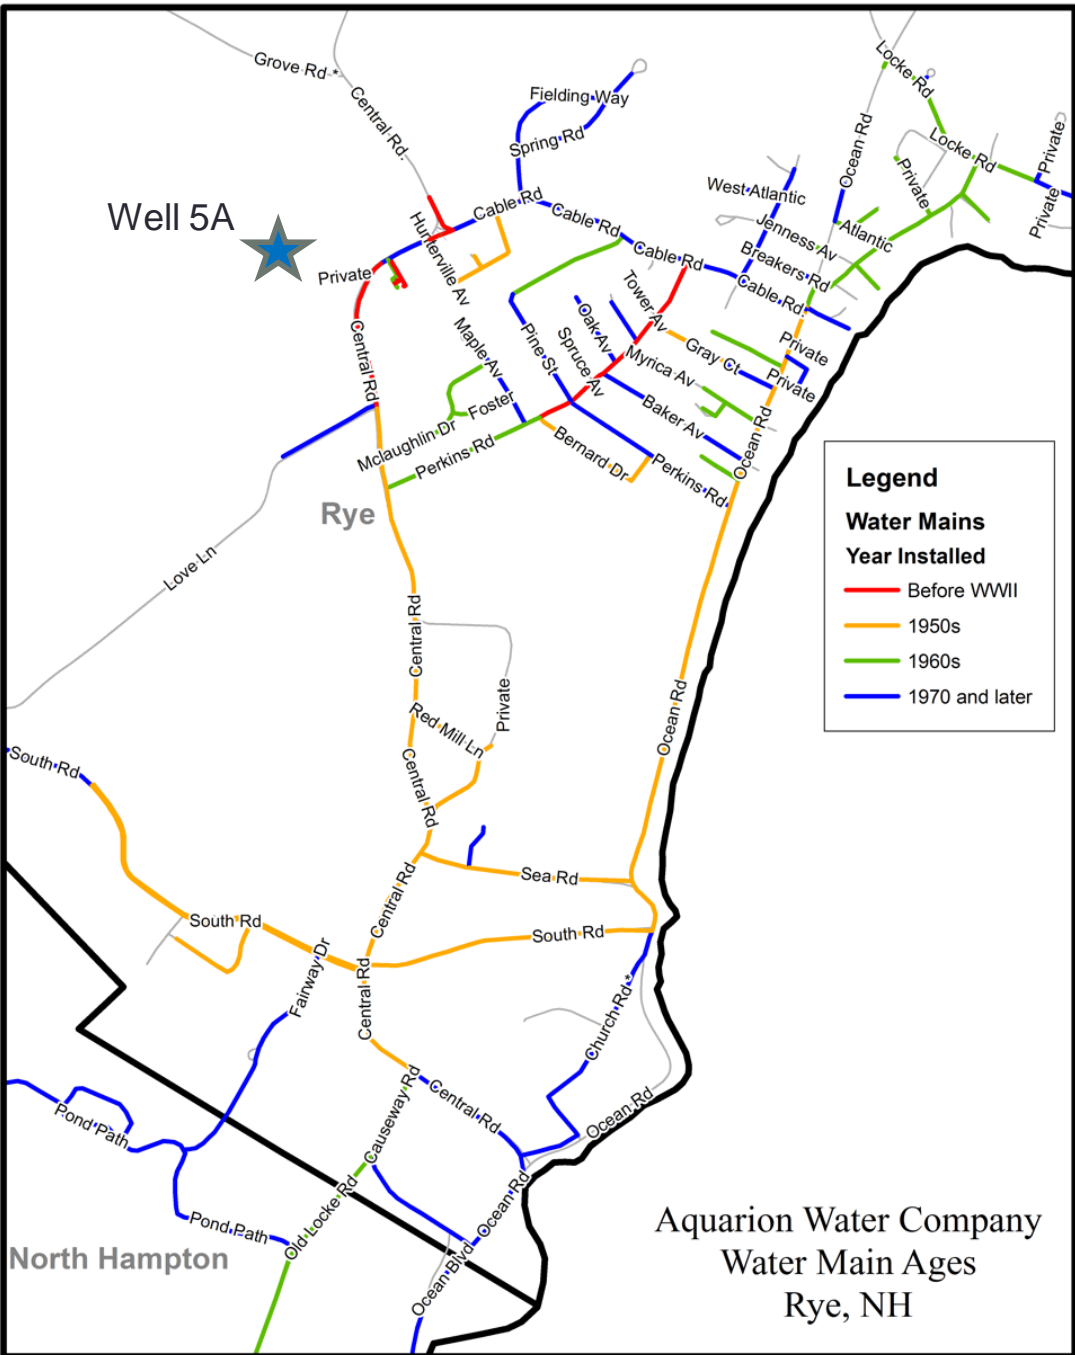 Grove Rd *
Central Rd.
Fielding Way
Spring Rd
Locke Rd
Ocean Rd
Locke Rd
Private
Private
Private
West Atlantic
Well 5A
Cable Rd
Cable Rd
Hunterville Av
Jenness Av
Atlantic
Cable Rd
Breakers Rd
Private
Cable Rd.
Tower Av
Central Rd
Maple Av
Pine St
Oak Av
Spruce Av
Myrica Av
Gray Ct
Private
Private
Foster
Mclaughlin Dr
Baker Av
Ocean Rd
Perkins Rd
Bernard Dr
Perkins Rd
Rye
Love Ln
Legend
Water Mains
Year Installed
Before WWII
1950s
1960s
1970 and later
Central Rd
Private
Ocean Rd
Red Mill Ln
South Rd
Central Rd
Sea Rd
Central Rd
South Rd
South Rd
Fairway Dr
Central Rd
Church Rd *
Pond Path
Causeway Rd
Central Rd
Ocean Rd
Old Locke Rd
Pond Path
Ocean Rd
Ocean Blvd
North Hampton
Aquarion Water Company
Water Main Ages
Rye, NH